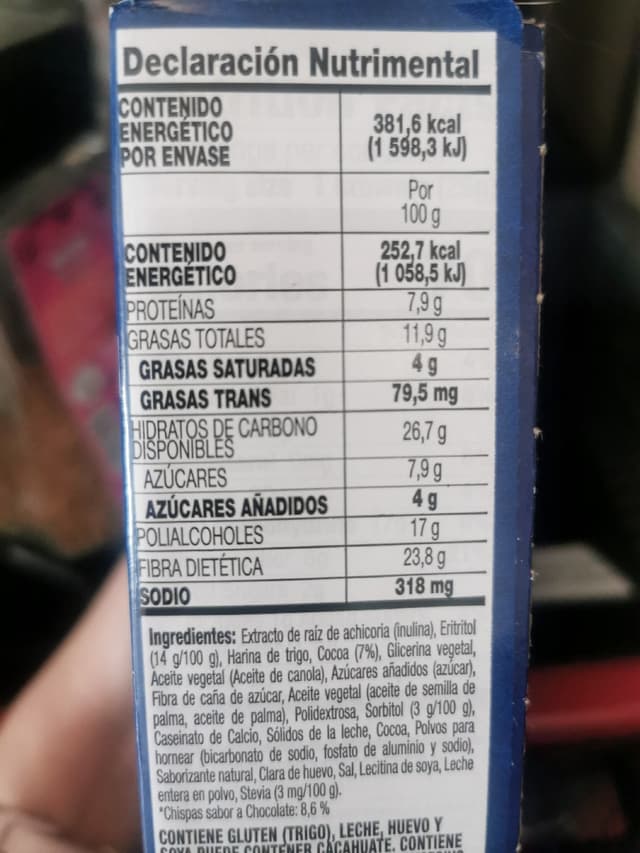 Declaración Nutrimental
CONTENIDO
ENERGÉTICO
POR ENVASE
381,6 kcal
(1 598,3 kJ)
Por
100 g
CONTENIDO
ENERGÉTICO
252,7 kcal
(1 058,5 kJ)
PROTEÍNAS 7,9 g
GRASAS TOTALES 11,9 g
GRASAS SATURADAS 4 g
GRASAS TRANS 79,5 mg
HIDRATOS DE CARBONO
DISPONIBLES
26,7 g
AZÚCARES 7,9 g
AZÚCARES AÑADIDOS 4 g
POLIALCOHOLES 17 g
FIBRA DIETÉTICA 23,8 g
SODIO 318 mg
Ingredientes: Extracto de raíz de achicoria (inulina), Eritritol
(14 g/100 g), Harina de trigo, Cocoa (7%), Glicerina vegetal,
Aceite vegetal (Aceite de canola), Azúcares añadidos (azúcar),
Fibra de caña de azúcar, Aceite vegetal (aceite de semilla de
palma, aceite de palma), Polidextrosa, Sorbitol (3 g/100 g),
Caseinato de Calcio, Sólidos de la leche, Cocoa, Polvos para
hornear (bicarbonato de sodio, fosfato de aluminio y sodio),
Saborizante natural, Clara de huevo, Sal, Lecitina de soya, Leche
entera en polvo, Stevia (3 mg/100 g).
*Chispas sabor a Chocolate: 8,6 %
CONTIENE GLUTEN (TRIGO), LECHE, HUEVO Y
SOYA PUEDE CONTENER CACAHUATE. CONTIENE